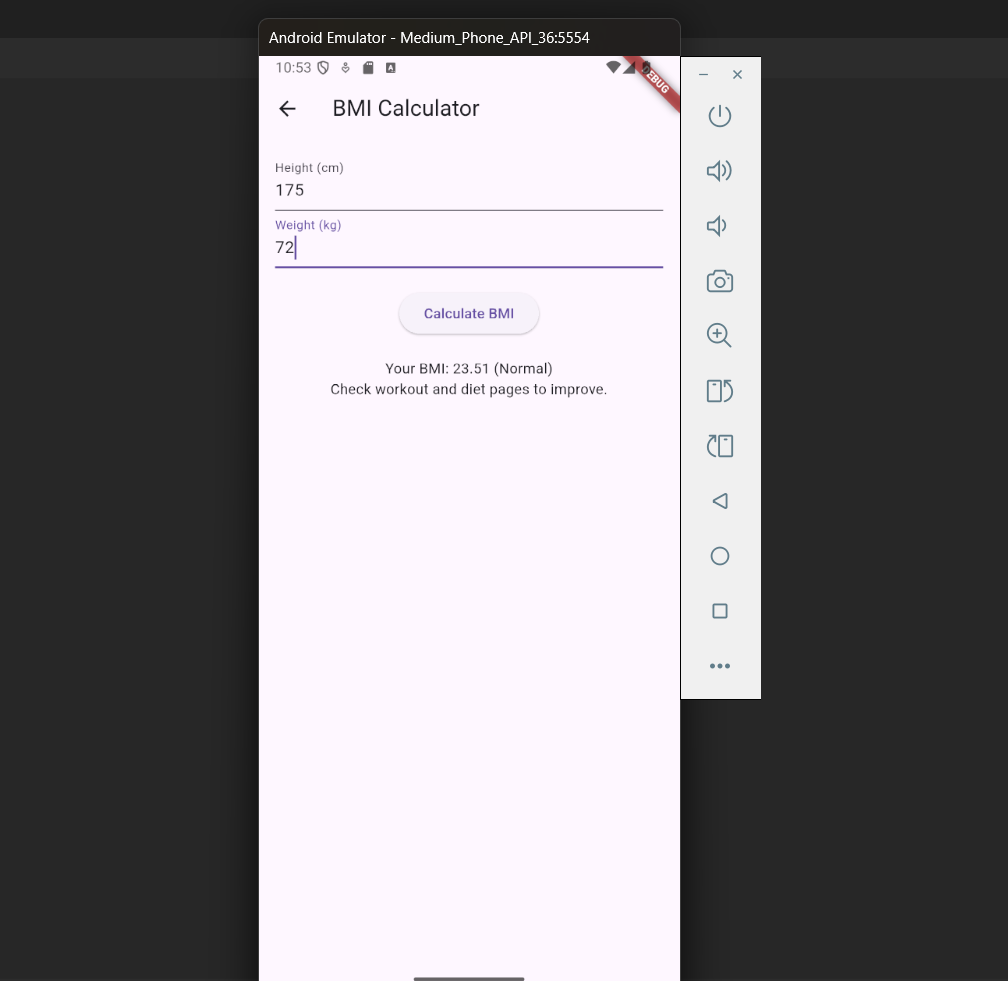 Android Emulator - Medium_Phone_API_36:5554
10:53
A
EBUG
BMI Calculator
Height (cm)
175
Weight (kg)
72
Calculate BMI
Your BMI: 23.51 (Normal)
Check workout and diet pages to improve.